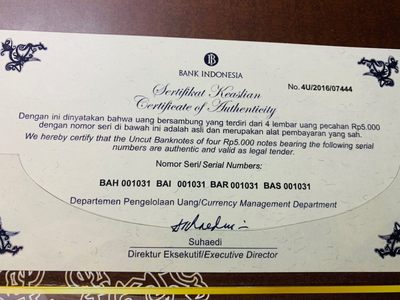 BANK INDONESIA
No.4U/2016/07444
Sertifikat Keaslian
Certificate of Authenticity
Dengan ini dinyatakan bahwa uang bersambung yang terdiri dari 4 lembar uang pecahan Rp5.000
dengan nomor seri di bawah ini adalah asli dan merupakan alat pembayaran yang sah.
We hereby certify that the Uncut Banknotes of four Rp5.000 notes bearing the following serial
numbers are authentic and valid as legal tender.
Nomor Seri/Serial Numbers:
BAH 001031 BAI 001031 BAR 001031 BAS 001031
Departemen Pengelolaan Uang/Currency Management Department
Suhaedi
Direktur Eksekutif/Executive Director